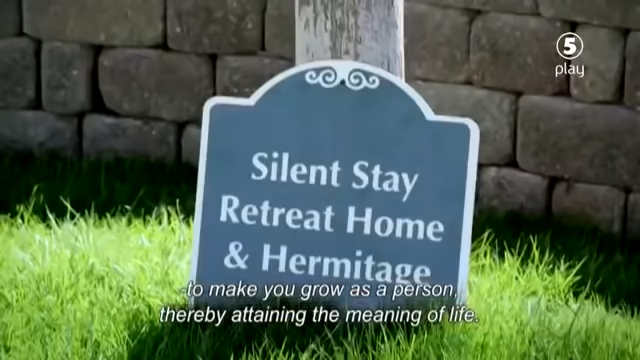 5
play
Silent Stay
Retreat Home
& Hermitage
-to make you grow as a person,
thereby attaining the meaning of life.